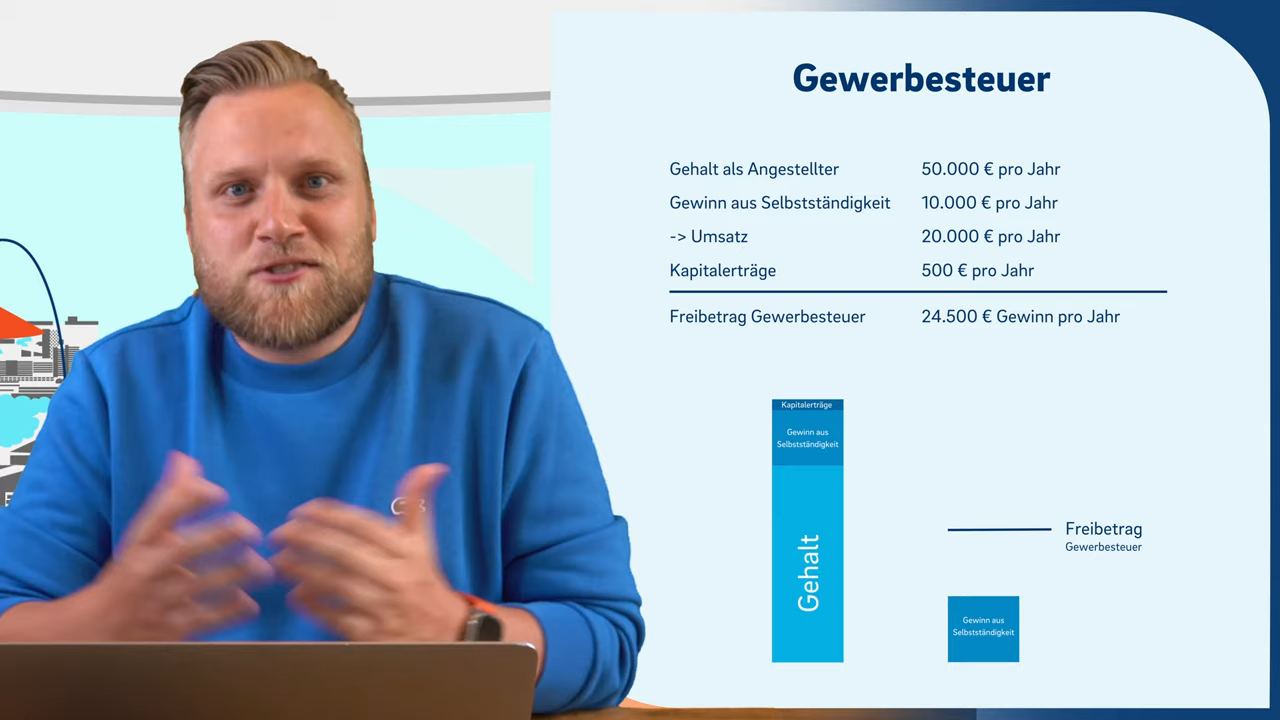 Gewerbesteuer
Gehalt als Angestellter 50.000 € pro Jahr
Gewinn aus Selbstständigkeit 10.000 € pro Jahr
-> Umsatz 20.000 € pro Jahr
Kapitalerträge 500 € pro Jahr
Freibetrag Gewerbesteuer 24.500 € Gewinn pro Jahr
Kapitalerträge
Gewinn aus
Selbstständigkeit
Gehalt
Freibetrag
Gewerbesteuer
Gewinn aus
Selbstständigkeit